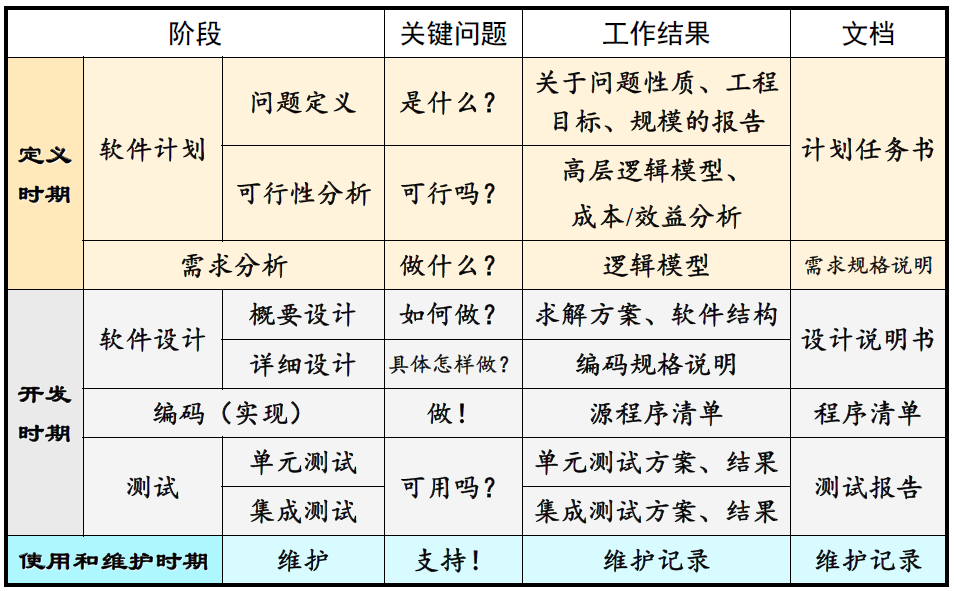 阶段 关键问题 工作结果 文档
定义时期 软件计划 问题定义 是什么? 关于问题性质、工程目标、规模的报告 计划任务书
可行性分析 可行吗? 高层逻辑模型、成本/效益分析
需求分析 做什么? 逻辑模型 需求规格说明
开发时期 软件设计 概要设计 如何做? 求解方案、软件结构 设计说明书
详细设计 具体怎样做? 编码规格说明
编码(实现) 做! 源程序清单 程序清单
测试 单元测试 可用吗? 单元测试方案、结果 测试报告
集成测试 集成测试方案、结果
使用和维护时期 维护 支持! 维护记录 维护记录